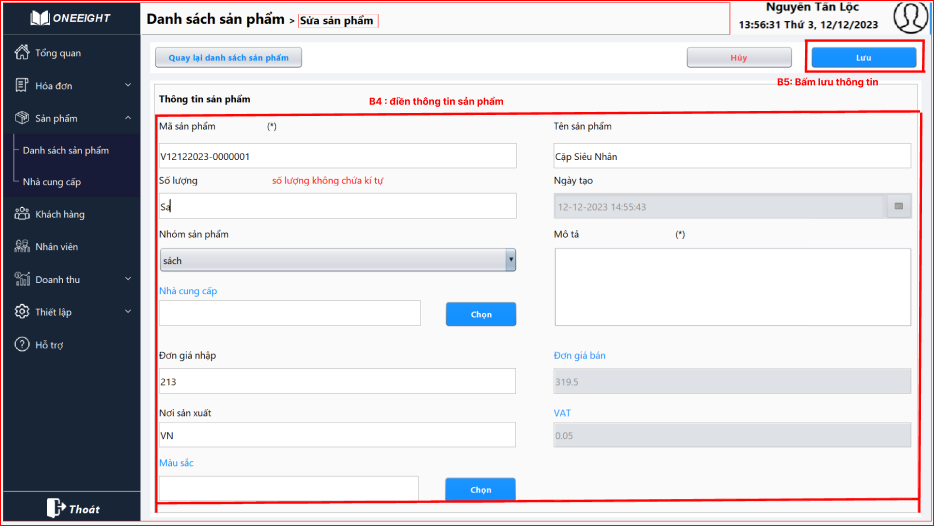 ONEEIGHT
Danh sách sản phẩm > Sửa sản phẩm
Nguyễn Tấn Lộc
13:56:31 Thứ 3, 12/12/2023
Tổng quan
Hóa đơn
Sản phẩm
Danh sách sản phẩm
Nhà cung cấp
Khách hàng
Nhân viên
Doanh thu
Thiết lập
Hỗ trợ
Thoát
Quay lại danh sách sản phẩm
Hủy
Lưu
B5: Bấm lưu thông tin
Thông tin sản phẩm
B4 : điền thông tin sản phẩm
Mã sản phẩm (*)
Tên sản phẩm
V12122023-0000001
Cặp Siêu Nhân
Số lượng
số lượng không chứa kí tự
Ngày tạo
Sa
12-12-2023 14:55:43
Nhóm sản phẩm
Mô tả (*)
sách
Nhà cung cấp
Chọn
Đơn giá nhập
Đơn giá bán
213
319.5
Nơi sản xuất
VAT
VN
0.05
Màu sắc
Chọn